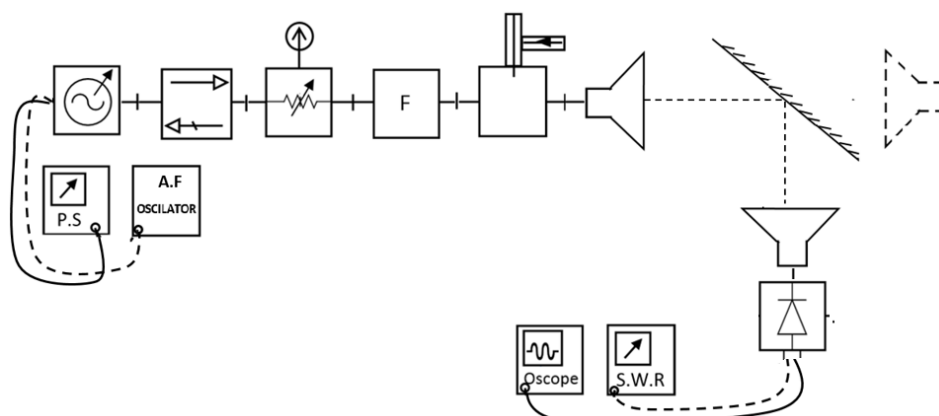 F
P.S
A.F
OSCILATOR
Oscope
S.W.R